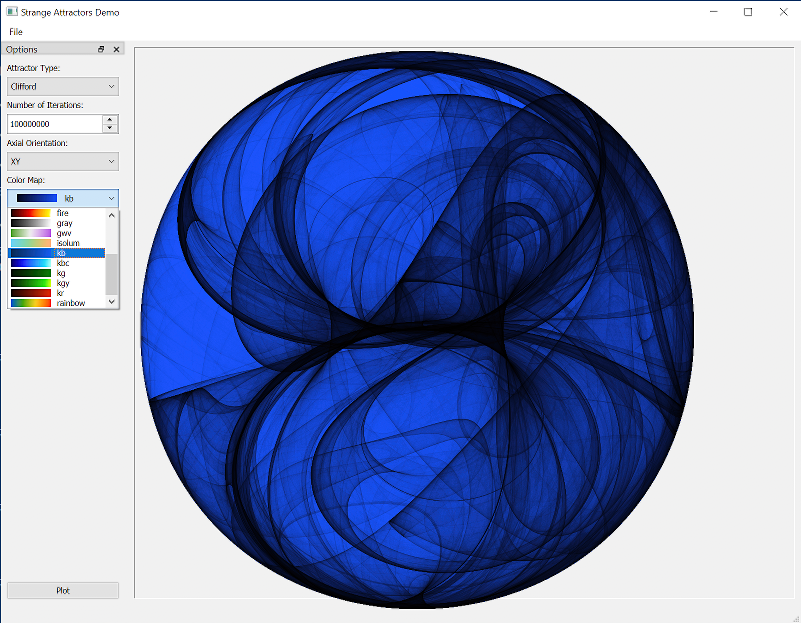 Strange Attractors Demo
File
Options
Attractor Type:
Clifford
Number of Iterations:
100000000
Axial Orientation:
XY
Color Map:
kb
fire
gray
gwv
isolum
kb
kbc
kg
kgy
kr
rainbow
Plot